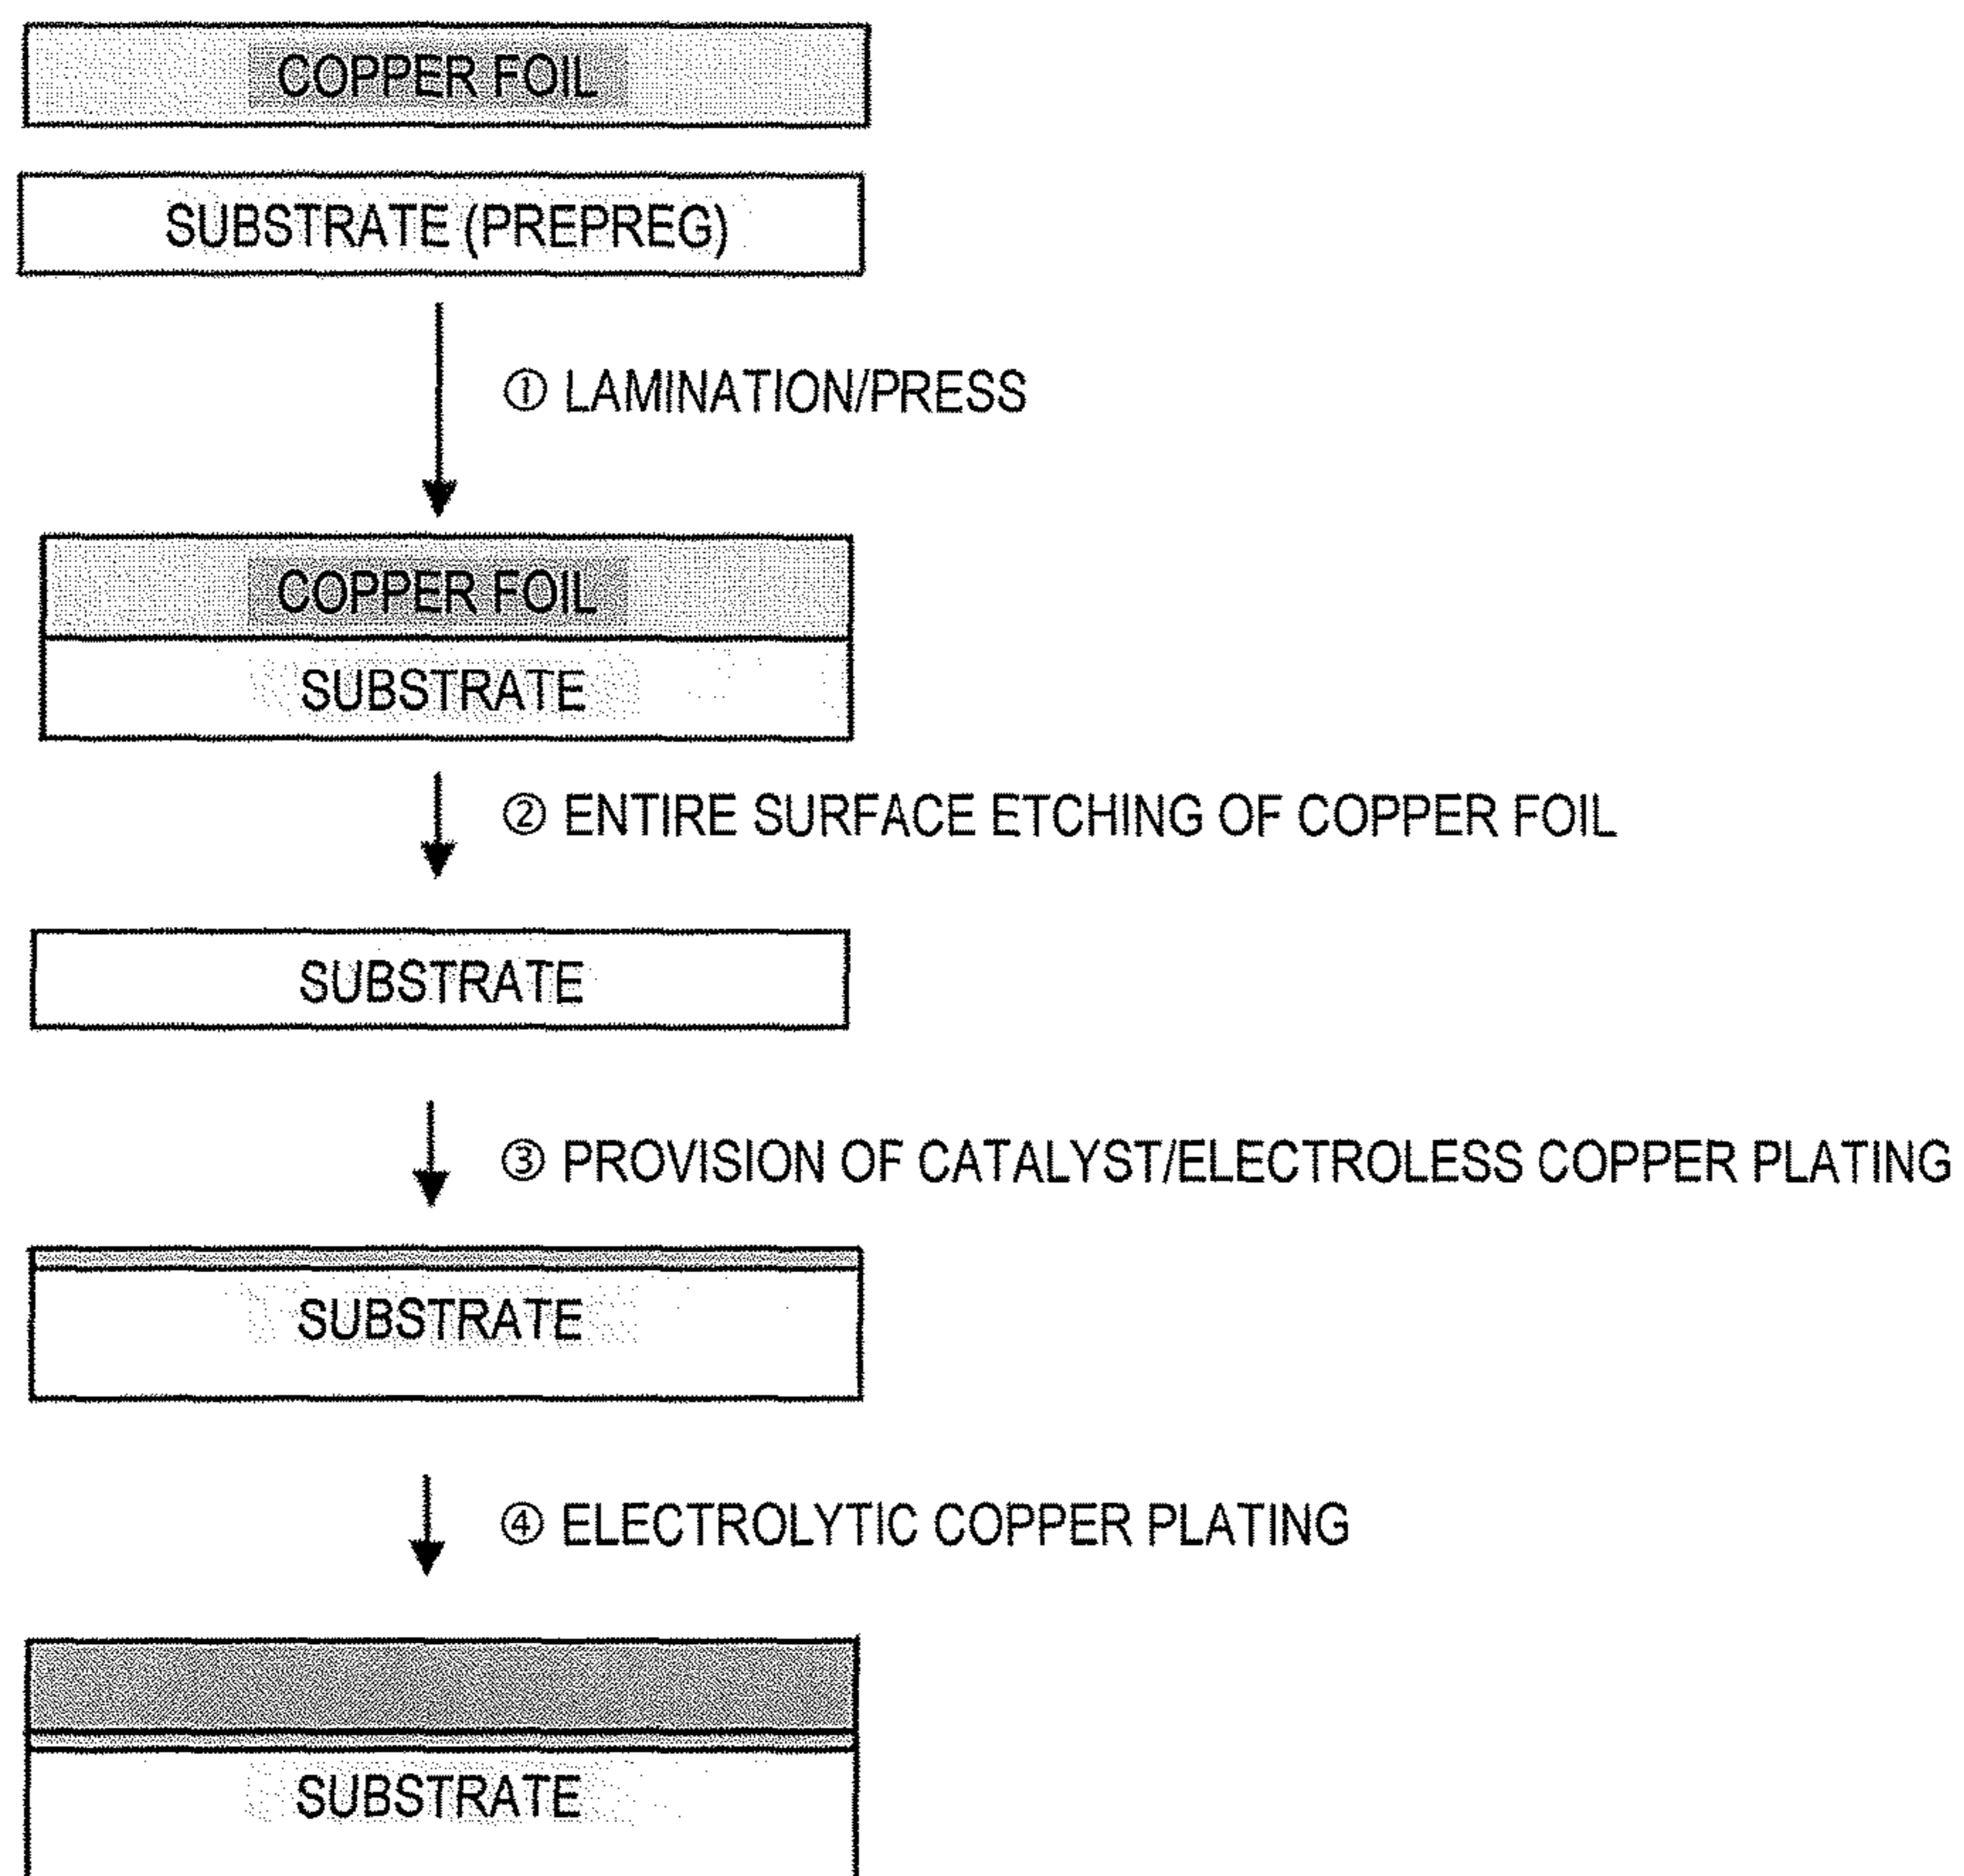 COPPER FOIL
SUBSTRATE (PREPREG)
① LAMINATION/PRESS
COPPER FOIL
SUBSTRATE
② ENTIRE SURFACE ETCHING OF COPPER FOIL
SUBSTRATE
③ PROVISION OF CATALYST/ELECTROLESS COPPER PLATING
SUBSTRATE
④ ELECTROLYTIC COPPER PLATING
SUBSTRATE